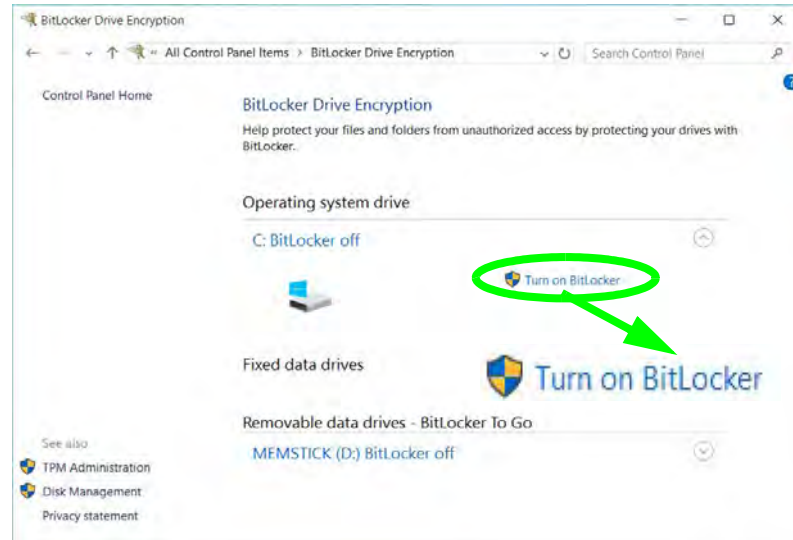 BitLocker Drive Encryption
« All Control Panel Items > BitLocker Drive Encryption
Search Control Panel
?
Control Panel Home
BitLocker Drive Encryption
Help protect your files and folders from unauthorized access by protecting your drives with
BitLocker.
Operating system drive
C: BitLocker off
Turn on BitLocker
Fixed data drives
Turn on BitLocker
Removable data drives - BitLocker To Go
MEMSTICK (D:) BitLocker off
See also
TPM Administration
Disk Management
Privacy statement